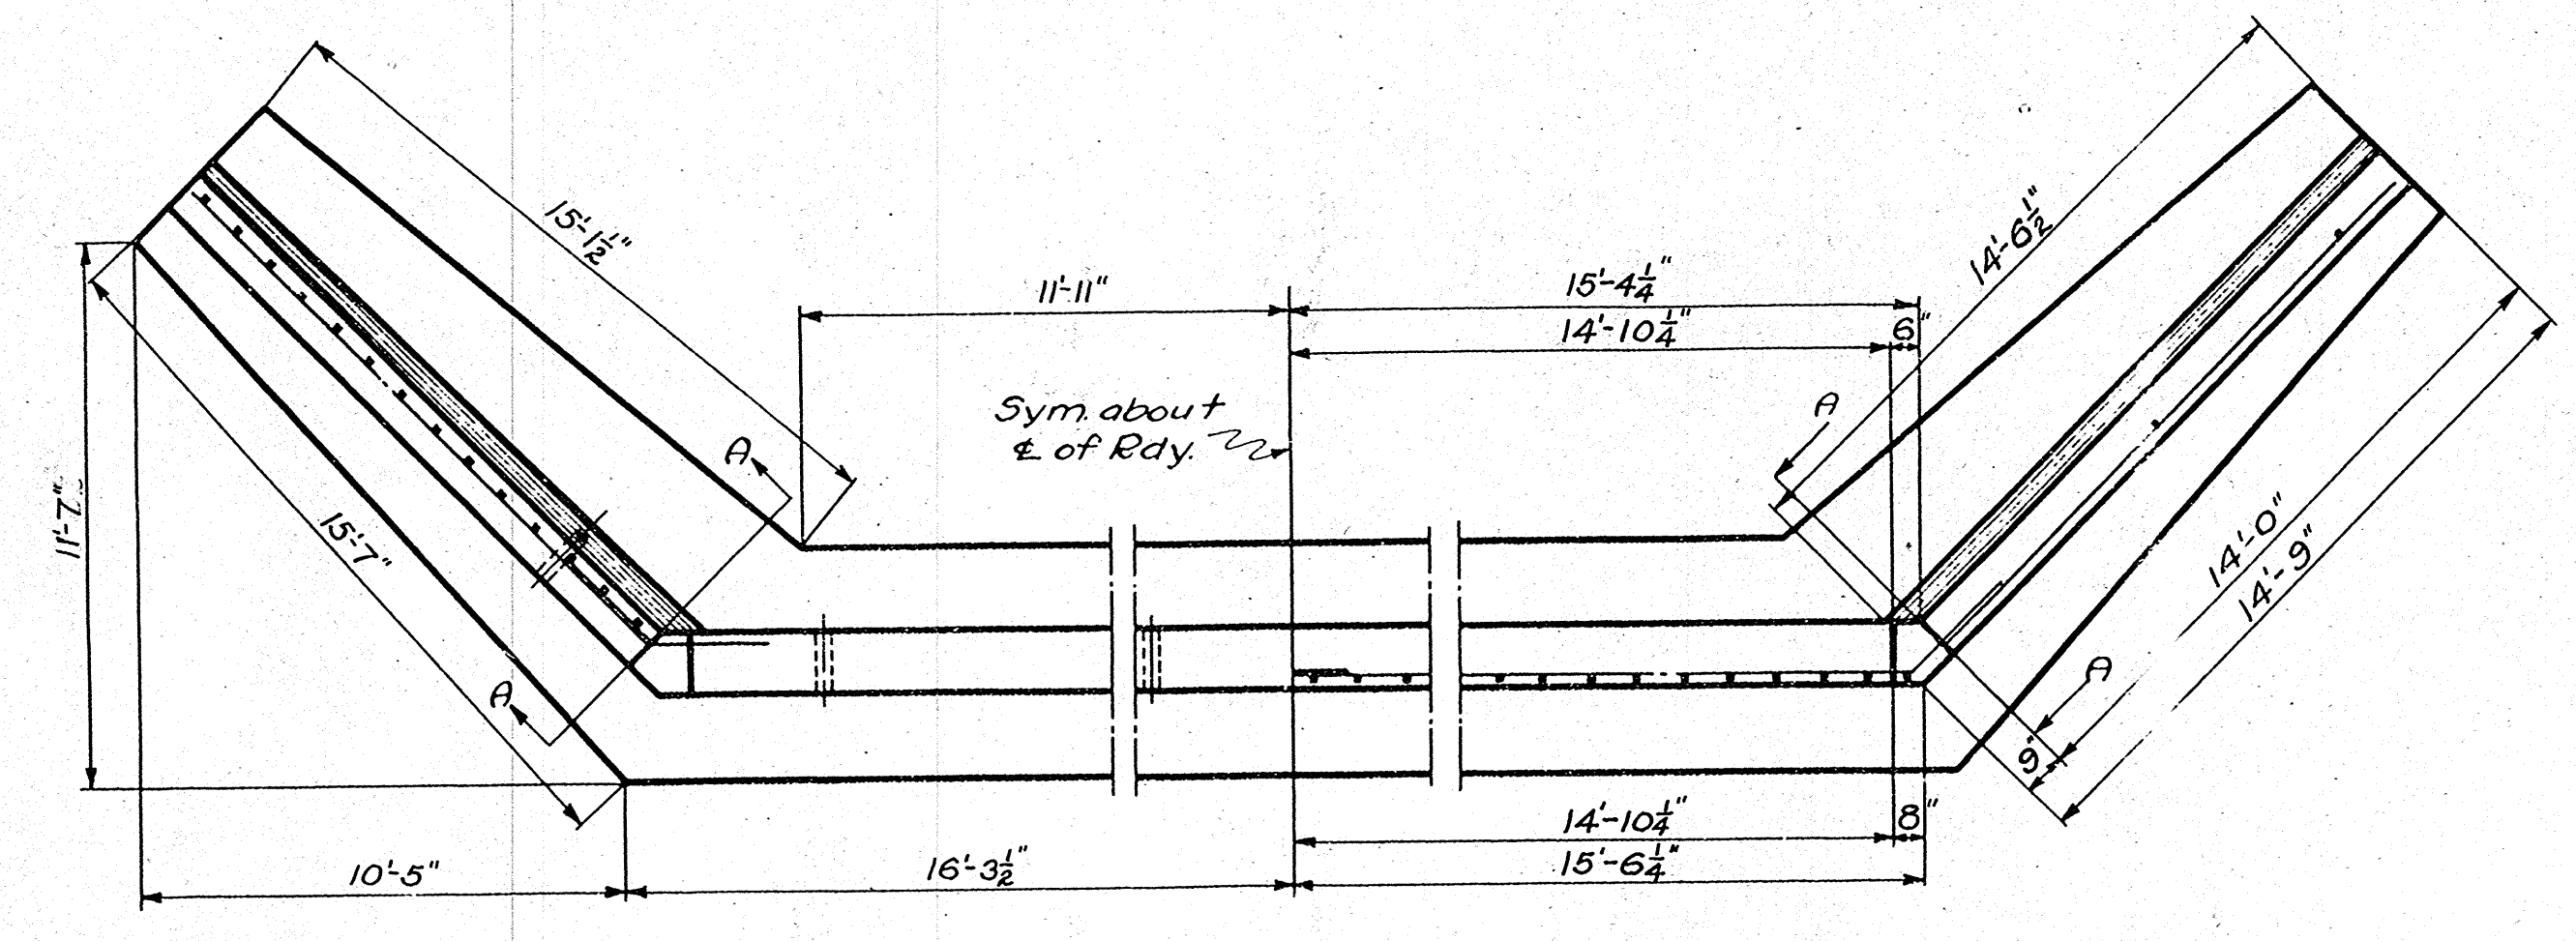 15'-1½"
14'-6½"
11'-11"
15'-4¼"
14'-10¼"
6"
Sym. about
℄ of Rdy.
A
A
11'-7"
15'-7"
14'-0"
14'-9"
A
A
9"
14'-10¼"
8"
15'-6¼"
10'-5"
16'-3½"